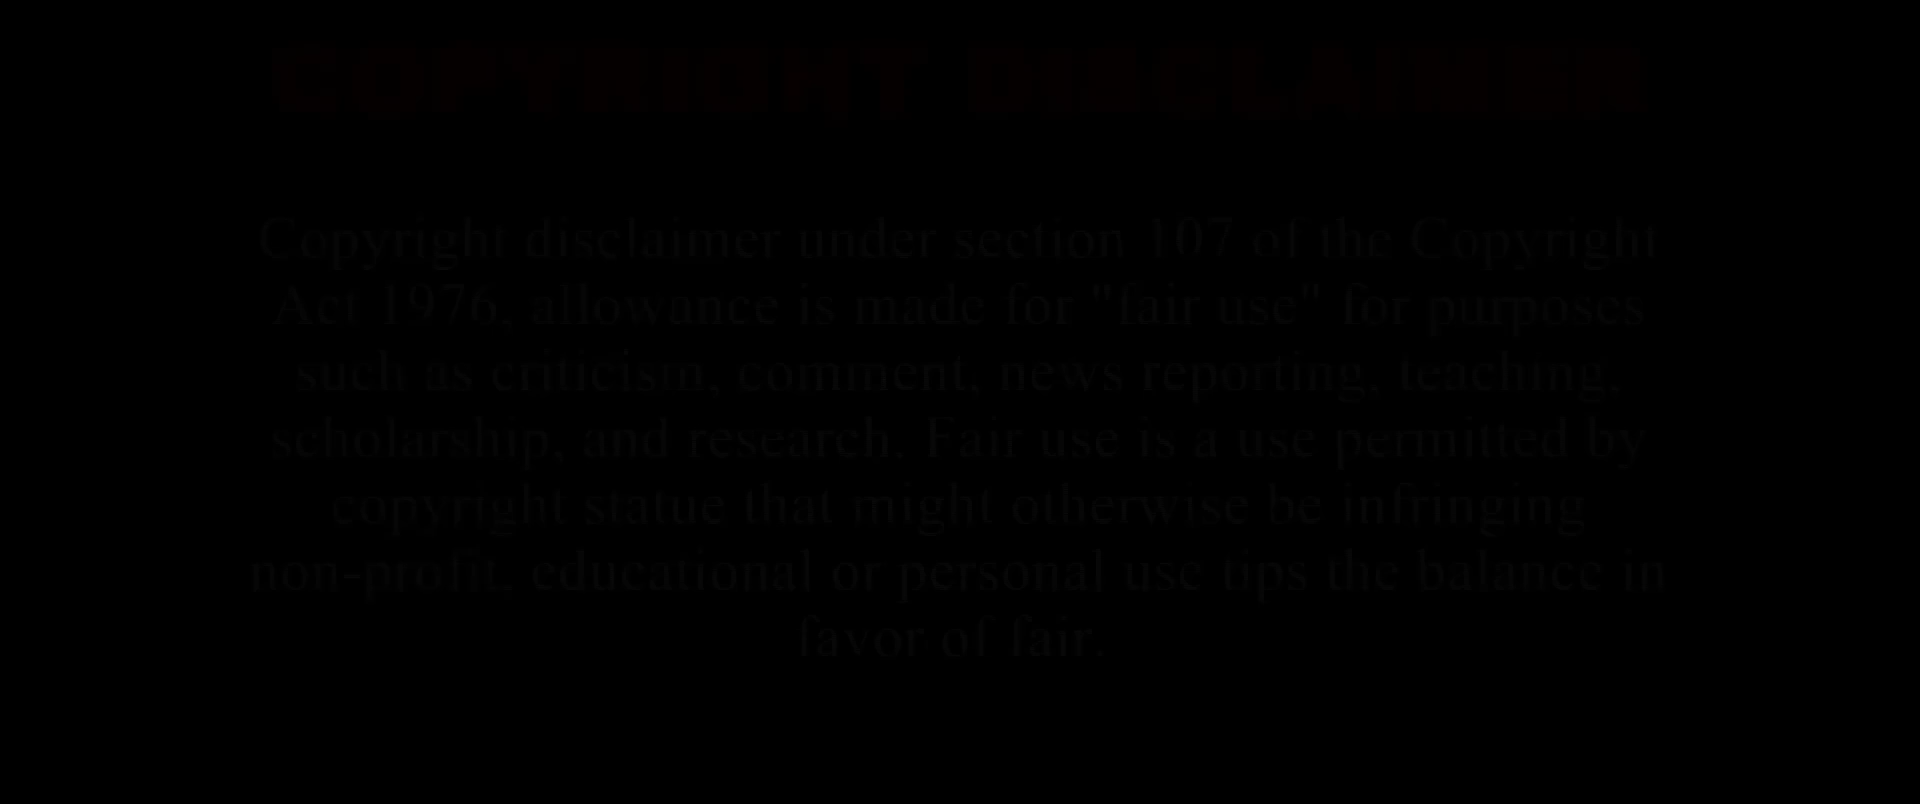 COPYRIGHT DISCLAIMER
Copyright disclaimer under section 107 of the Copyright
Act 1976, allowance is made for "fair use" for purposes
such as criticism, comment, news reporting, teaching,
scholarship, and research. Fair use is a use permitted by
copyright statue that might otherwise be infringing
non-profit, educational or personal use tips the balance in
favor of fair.